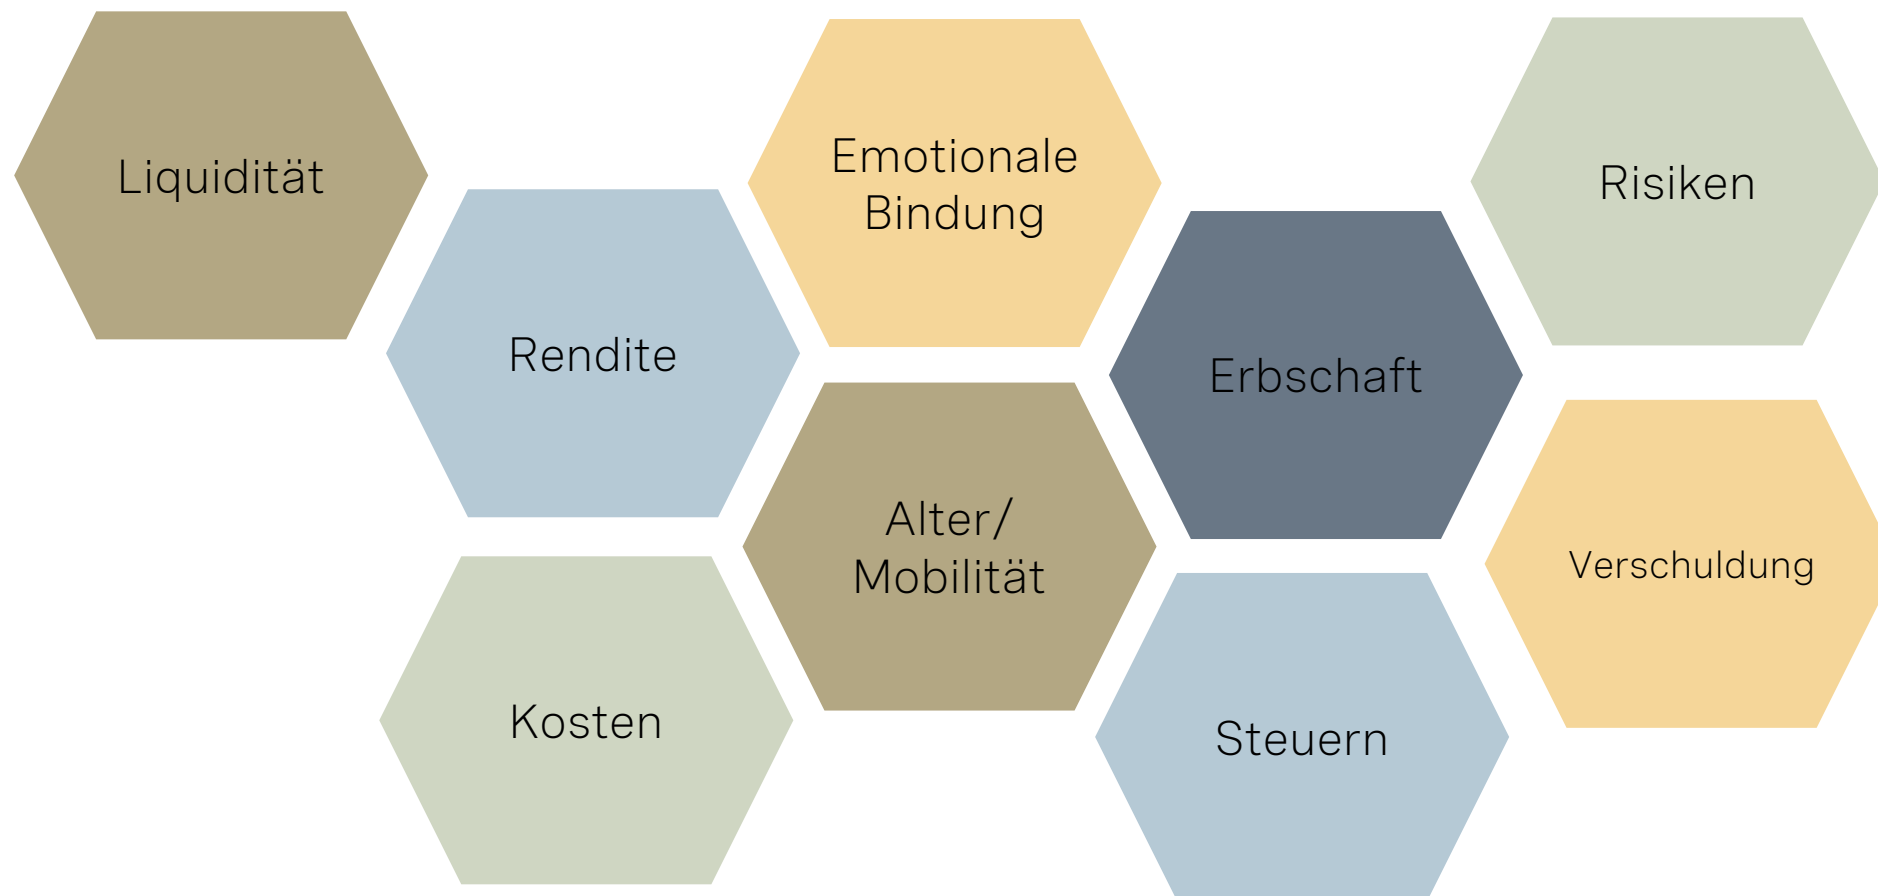 Liquidität
Emotionale
Bindung
Risiken
Rendite
Erbschaft
Alter/
Mobilität
Verschuldung
Kosten
Steuern